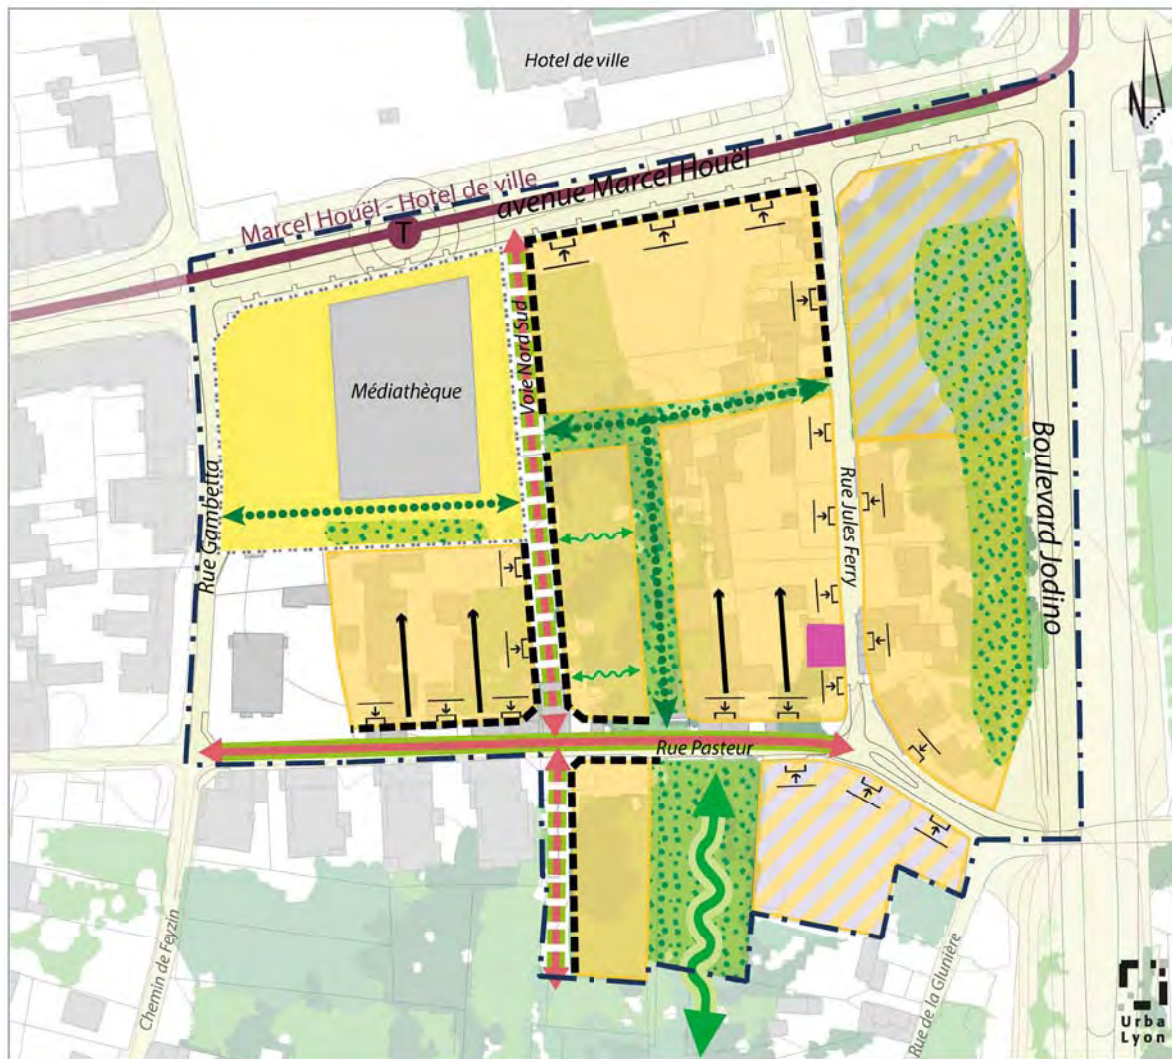 Hotel de ville
N
Marcel Houël - Hotel de ville
avenue Marcel Houël
T
Voie Nord Sud
Médiathèque
Rue Gambetta
Rue Jules Ferry
Boulevard Jodino
Rue Pasteur
Chemin de Feyzin
Rue de la Glunière
Urba
Lyon